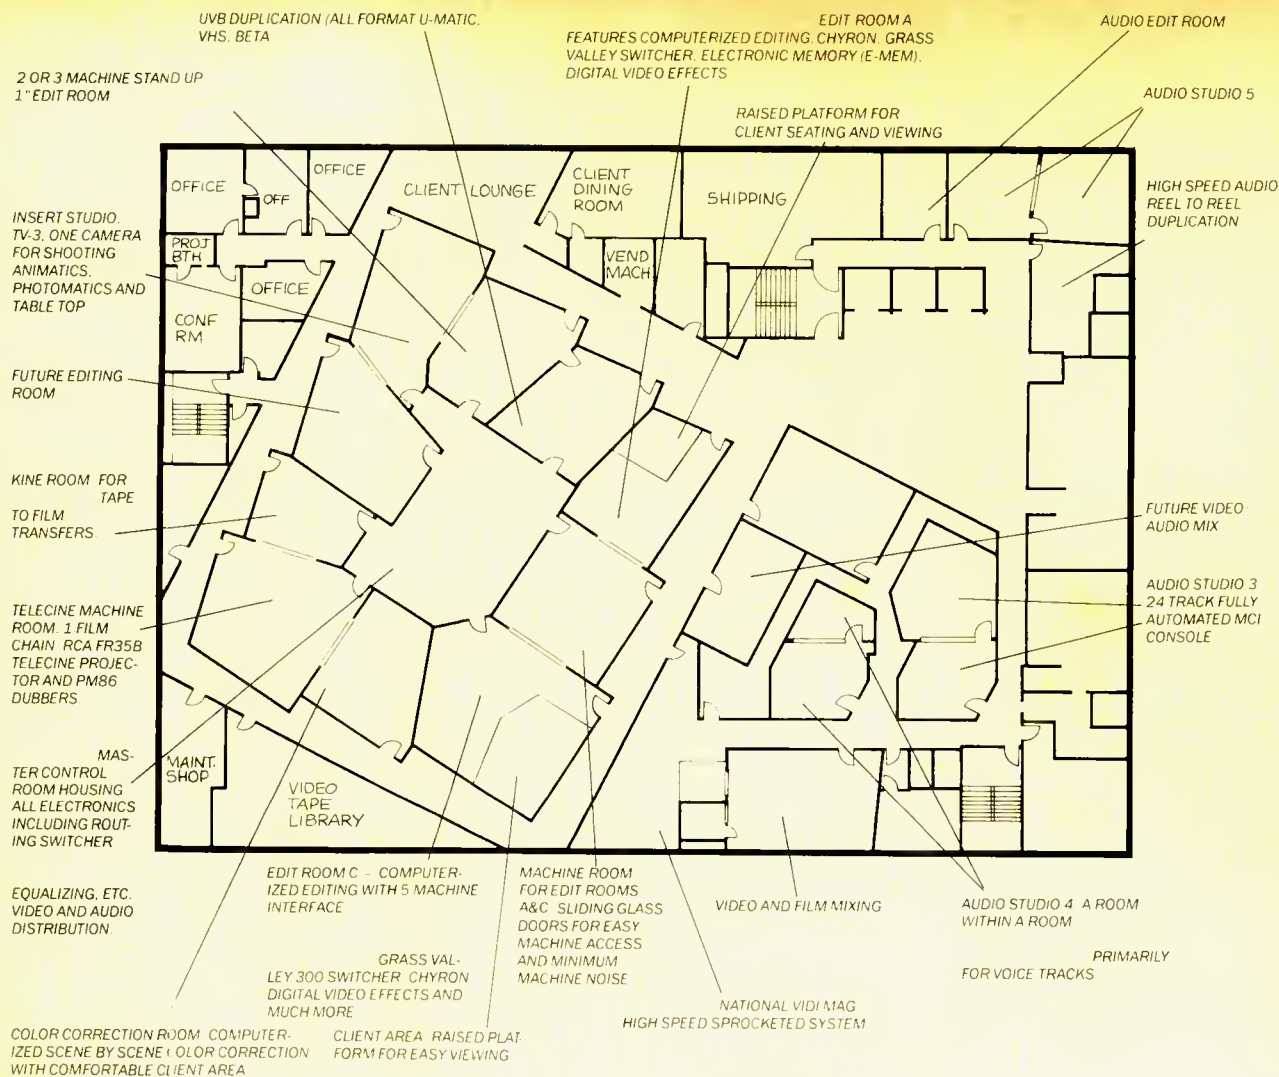 UVB DUPLICATION (ALL FORMAT U-MATIC,
VHS, BETA
EDIT ROOM A
FEATURES COMPUTERIZED EDITING, CHYRON, GRASS
VALLEY SWITCHER, ELECTRONIC MEMORY (E-MEM),
DIGITAL VIDEO EFFECTS
AUDIO EDIT ROOM
2 OR 3 MACHINE STAND UP
1" EDIT ROOM
RAISED PLATFORM FOR
CLIENT SEATING AND VIEWING
AUDIO STUDIO 5
HIGH SPEED AUDIO
REEL TO REEL
DUPLICATION
INSERT STUDIO,
TV-3, ONE CAMERA
FOR SHOOTING
ANIMATICS,
PHOTOMATICS AND
TABLE TOP
FUTURE EDITING
ROOM
KINE ROOM FOR
TAPE
TO FILM
TRANSFERS
TELECINE MACHINE
ROOM, 1 FILM
CHAIN RCA FR35B
TELECINE PROJEC-
TOR AND PM86
DUBBERS
MAS-
TER CONTROL
ROOM HOUSING
ALL ELECTRONICS
INCLUDING ROUT-
ING SWITCHER
EQUALIZING, ETC.
VIDEO AND AUDIO
DISTRIBUTION
OFFICE
OFF
OFFICE
CLIENT LOUNGE
CLIENT
DINING
ROOM
SHIPPING
PROJ
BTH
OFFICE
VEND
MACH
CONF
RM
MAINT.
SHOP
VIDEO
TAPE
LIBRARY
FUTURE VIDEO
AUDIO MIX
AUDIO STUDIO 3
24 TRACK FULLY
AUTOMATED MCI
CONSOLE
EDIT ROOM C - COMPUTER-
IZED EDITING WITH 5 MACHINE
INTERFACE
GRASS VAL-
LEY 300 SWITCHER CHYRON
DIGITAL VIDEO EFFECTS AND
MUCH MORE
MACHINE ROOM
FOR EDIT ROOMS
A&C SLIDING GLASS
DOORS FOR EASY
MACHINE ACCESS
AND MINIMUM
MACHINE NOISE
VIDEO AND FILM MIXING
AUDIO STUDIO 4 A ROOM
WITHIN A ROOM
PRIMARILY
FOR VOICE TRACKS
NATIONAL VIDI MAG
HIGH SPEED SPROCKETED SYSTEM
COLOR CORRECTION ROOM COMPUTER-
IZED SCENE BY SCENE COLOR CORRECTION
WITH COMFORTABLE CLIENT AREA
CLIENT AREA RAISED PLAT-
FORM FOR EASY VIEWING